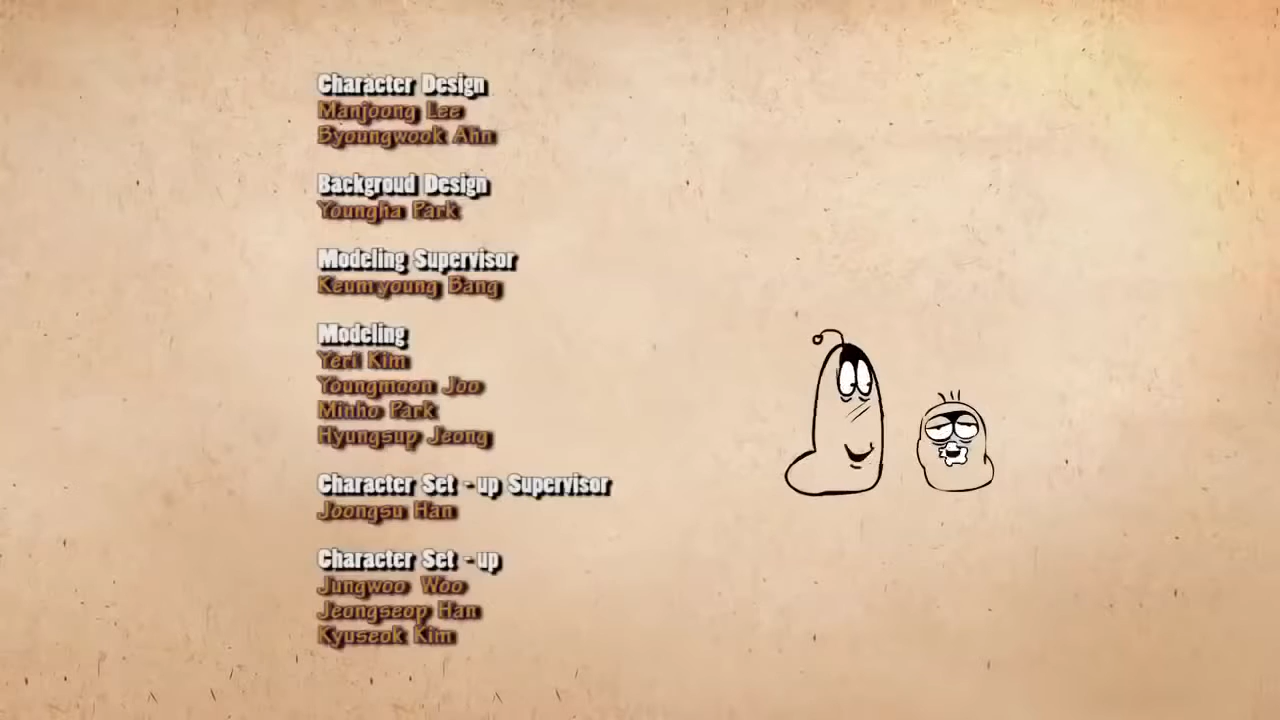 Character Design
Manjoong Lee
Byoungwook Ahn
Backgroud Design
Youngha Park
Modeling Supervisor
Keumyoung Bang
Modeling
Yeri Kim
Youngmoon Joo
Minho Park
Hyungsup Jeong
Character Set - up Supervisor
Joongsu Han
Character Set - up
Jungwoo Woo
Jeongseop Han
Kyuseok Kim